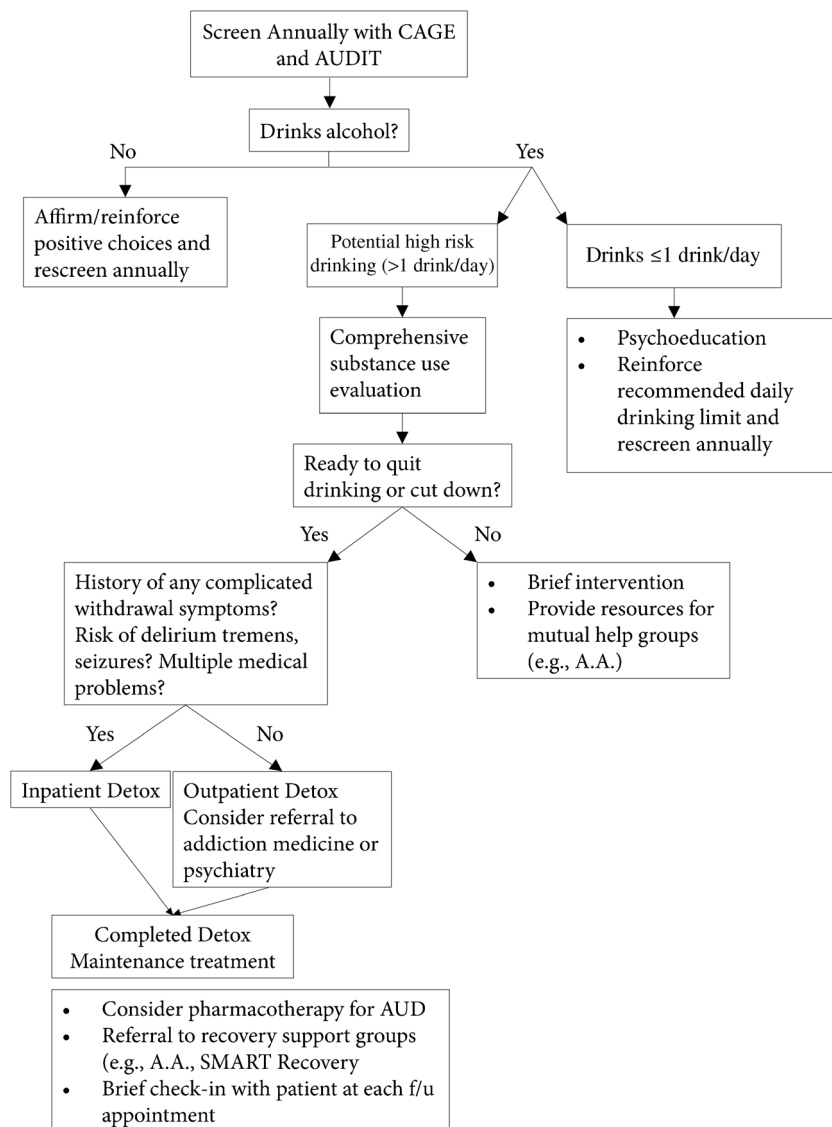 Screen Annually with CAGE
and AUDIT
Drinks alcohol?
No
Yes
Affirm/reinforce
positive choices and
rescreen annually
Potential high risk
drinking (>1 drink/day)
Drinks ≤1 drink/day
Comprehensive
substance use
evaluation
• Psychoeducation
• Reinforce
recommended daily
drinking limit and
rescreen annually
Ready to quit
drinking or cut down?
Yes
No
History of any complicated
withdrawal symptoms?
Risk of delirium tremens,
seizures? Multiple medical
problems?
• Brief intervention
• Provide resources for
mutual help groups
(e.g., A.A.)
Yes
No
Inpatient Detox
Outpatient Detox
Consider referral to
addiction medicine or
psychiatry
Completed Detox
Maintenance treatment
• Consider pharmacotherapy for AUD
• Referral to recovery support groups
(e.g., A.A., SMART Recovery
• Brief check-in with patient at each f/u
appointment